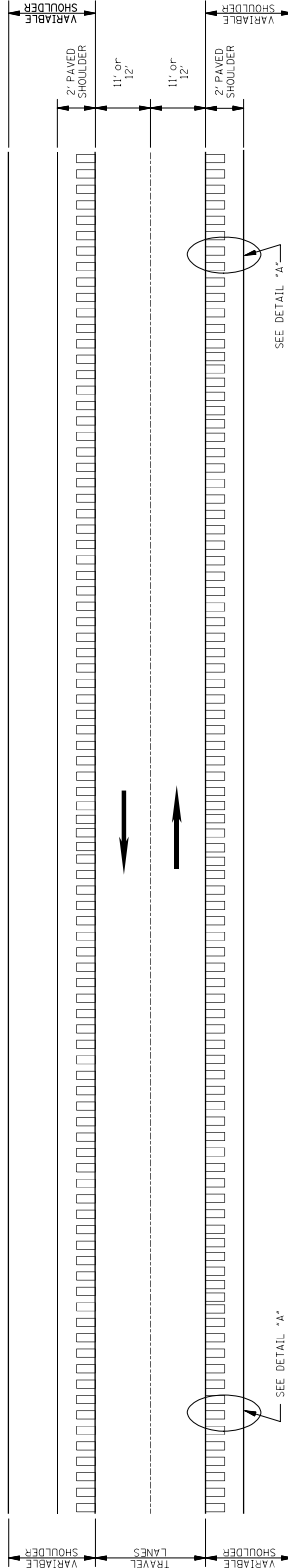 VARIABLE
SHOULDER
2' PAVED
SHOULDER
11' or
12'
11' or
12'
2' PAVED
SHOULDER
VARIABLE
SHOULDER
SEE DETAIL "A"
SEE DETAIL "A"
VARIABLE
SHOULDER
TRAVEL
LANES
VARIABLE
SHOULDER